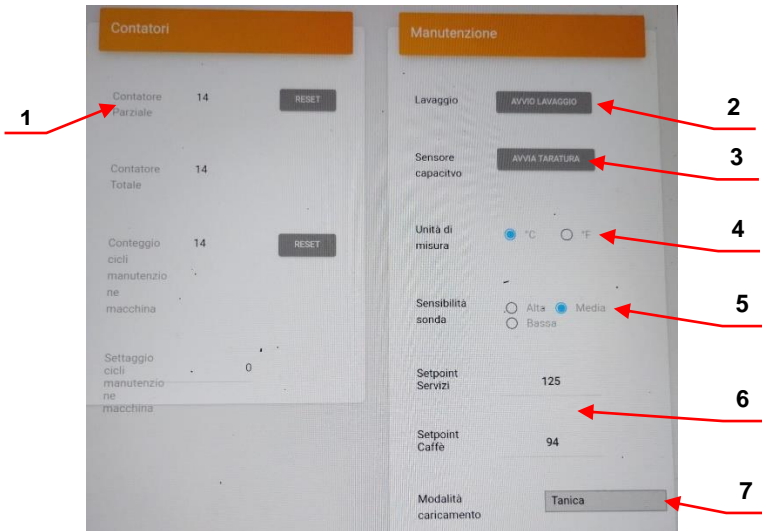 Contatori
Contatore
Parziale
14
RESET
Contatore
Totale
14
Conteggio
cicli
manutenzio
ne
macchina
14
RESET
Settaggio
cicli
manutenzio
ne
macchina
0
Manutenzione
Lavaggio
AVVIO LAVAGGIO
Sensore
capacitvo
AVVIA TARATURA
Unità di
misura
°C
°F
Sensibilità
sonda
Alta
Media
Bassa
Setpoint
Servizi
125
Setpoint
Caffè
94
Modalità
caricamento
Tanica
1
2
3
4
5
6
7